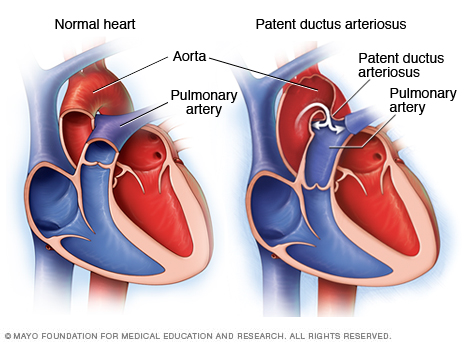 Normal heart
Patent ductus arteriosus
Aorta
Patent ductus
arteriosus
Pulmonary
artery
Pulmonary
artery
© MAYO FOUNDATION FOR MEDICAL EDUCATION AND RESEARCH. ALL RIGHTS RESERVED.